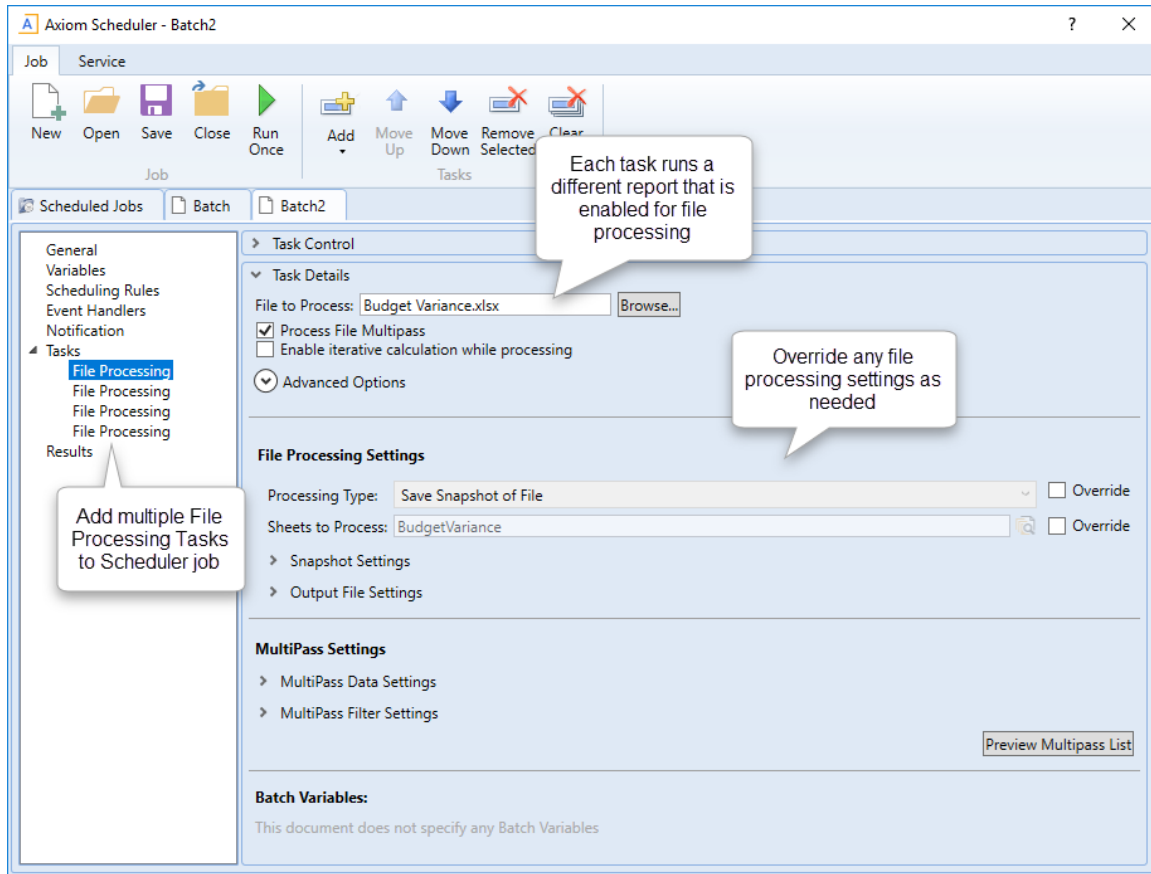 A Axiom Scheduler - Batch2
?
Job Service
New Open Save Close Run Once Add Move Up Move Down Remove Selected Clear
Job
Tasks
Scheduled Jobs Batch Batch2
Each task runs a
different report that is
enabled for file
processing
General
Variables
Scheduling Rules
Event Handlers
Notification
Tasks
File Processing
File Processing
File Processing
File Processing
Results
Add multiple File
Processing Tasks
to Scheduler job
Task Control
Task Details
File to Process: Budget Variance.xlsx Browse...
Process File Multipass
Enable iterative calculation while processing
Advanced Options
Override any file
processing settings as
needed
File Processing Settings
Processing Type: Save Snapshot of File Override
Sheets to Process: BudgetVariance Override
Snapshot Settings
Output File Settings
MultiPass Settings
MultiPass Data Settings
MultiPass Filter Settings
Preview Multipass List
Batch Variables:
This document does not specify any Batch Variables